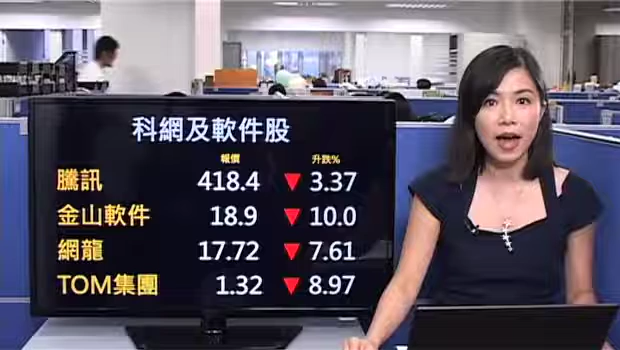 科網及軟件股
報價 升跌%
騰訊 418.4 ▼ 3.37
金山軟件 18.9 ▼ 10.0
網龍 17.72 ▼ 7.61
TOM集團 1.32 ▼ 8.97